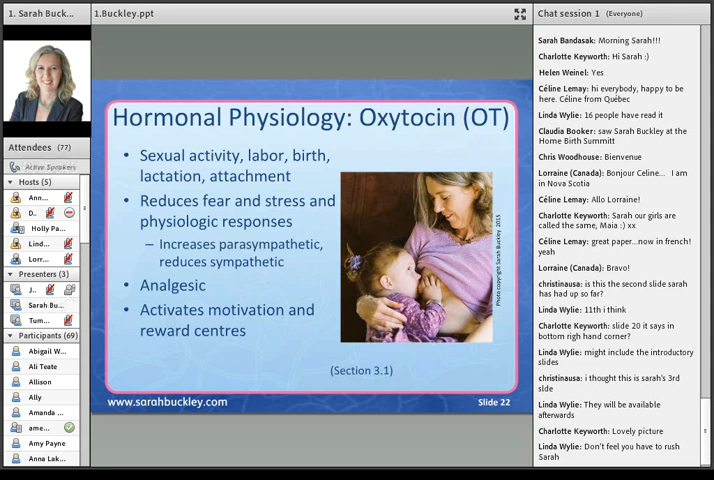 1. Sarah Buck...
Attendees (77)
Active Speakers
Hosts (5)
Ann...
D..
Holly Pa...
Lind...
Lorr...
Presenters (3)
J..
Sarah Bu...
Tum...
Participants (69)
Abigail W...
Ali Teate
Allison
Ally
Amanda ...
ame...
Amy Payne
Anna Lak...
1.Buckley.ppt
Hormonal Physiology: Oxytocin (OT)
• Sexual activity, labor, birth,
lactation, attachment
• Reduces fear and stress and
physiologic responses
– Increases parasympathetic,
reduces sympathetic
• Analgesic
• Activates motivation and
reward centres
Photo copyright Sarah Buckley 2015
(Section 3.1)
www.sarahbuckley.com
Slide 22
Chat session 1 (Everyone)
Sarah Bandasak: Morning Sarah!!!
Charlotte Keyworth: Hi Sarah :)
Helen Weinel: Yes
Céline Lemay: hi everybody, happy to be
here. Céline from Quèbec
Linda Wylie: 16 people have read it
Claudia Booker: saw Sarah Buckley at the
Home Birth Summitt
Chris Woodhouse: Bienvenue
Lorraine (Canada): Bonjour Celine... I am
in Nova Scotia
Céline Lemay: Allo Lorraine!
Charlotte Keyworth: Sarah our girls are
called the same, Maia :) xx
Céline Lemay: great paper...now in french!
yeah
Lorraine (Canada): Bravo!
christinausa: is this the second slide sarah
has had up so far?
Linda Wylie: 11th i think
Charlotte Keyworth: slide 20 it says in
bottom righ hand corner?
Linda Wylie: might include the introductory
slides
christinausa: i thought this is sarah's 3rd
slde
Linda Wylie: They will be available
afterwards
Charlotte Keyworth: Lovely picture
Linda Wylie: Don't feel you have to rush
Sarah